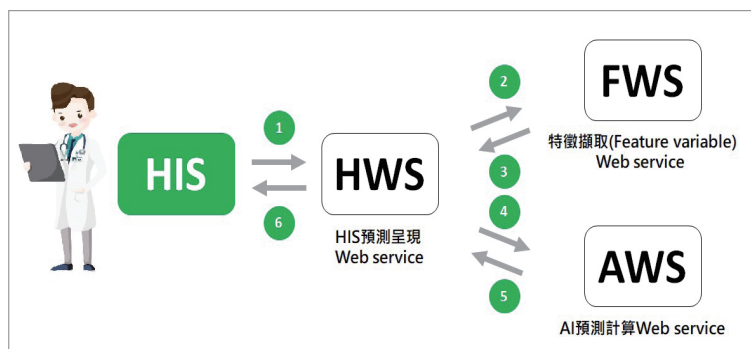 HIS
1
6
HWS
HIS預測呈現
Web service
2
3
FWS
特徵擷取(Feature variable)
Web service
4
5
AWS
AI預測計算Web service